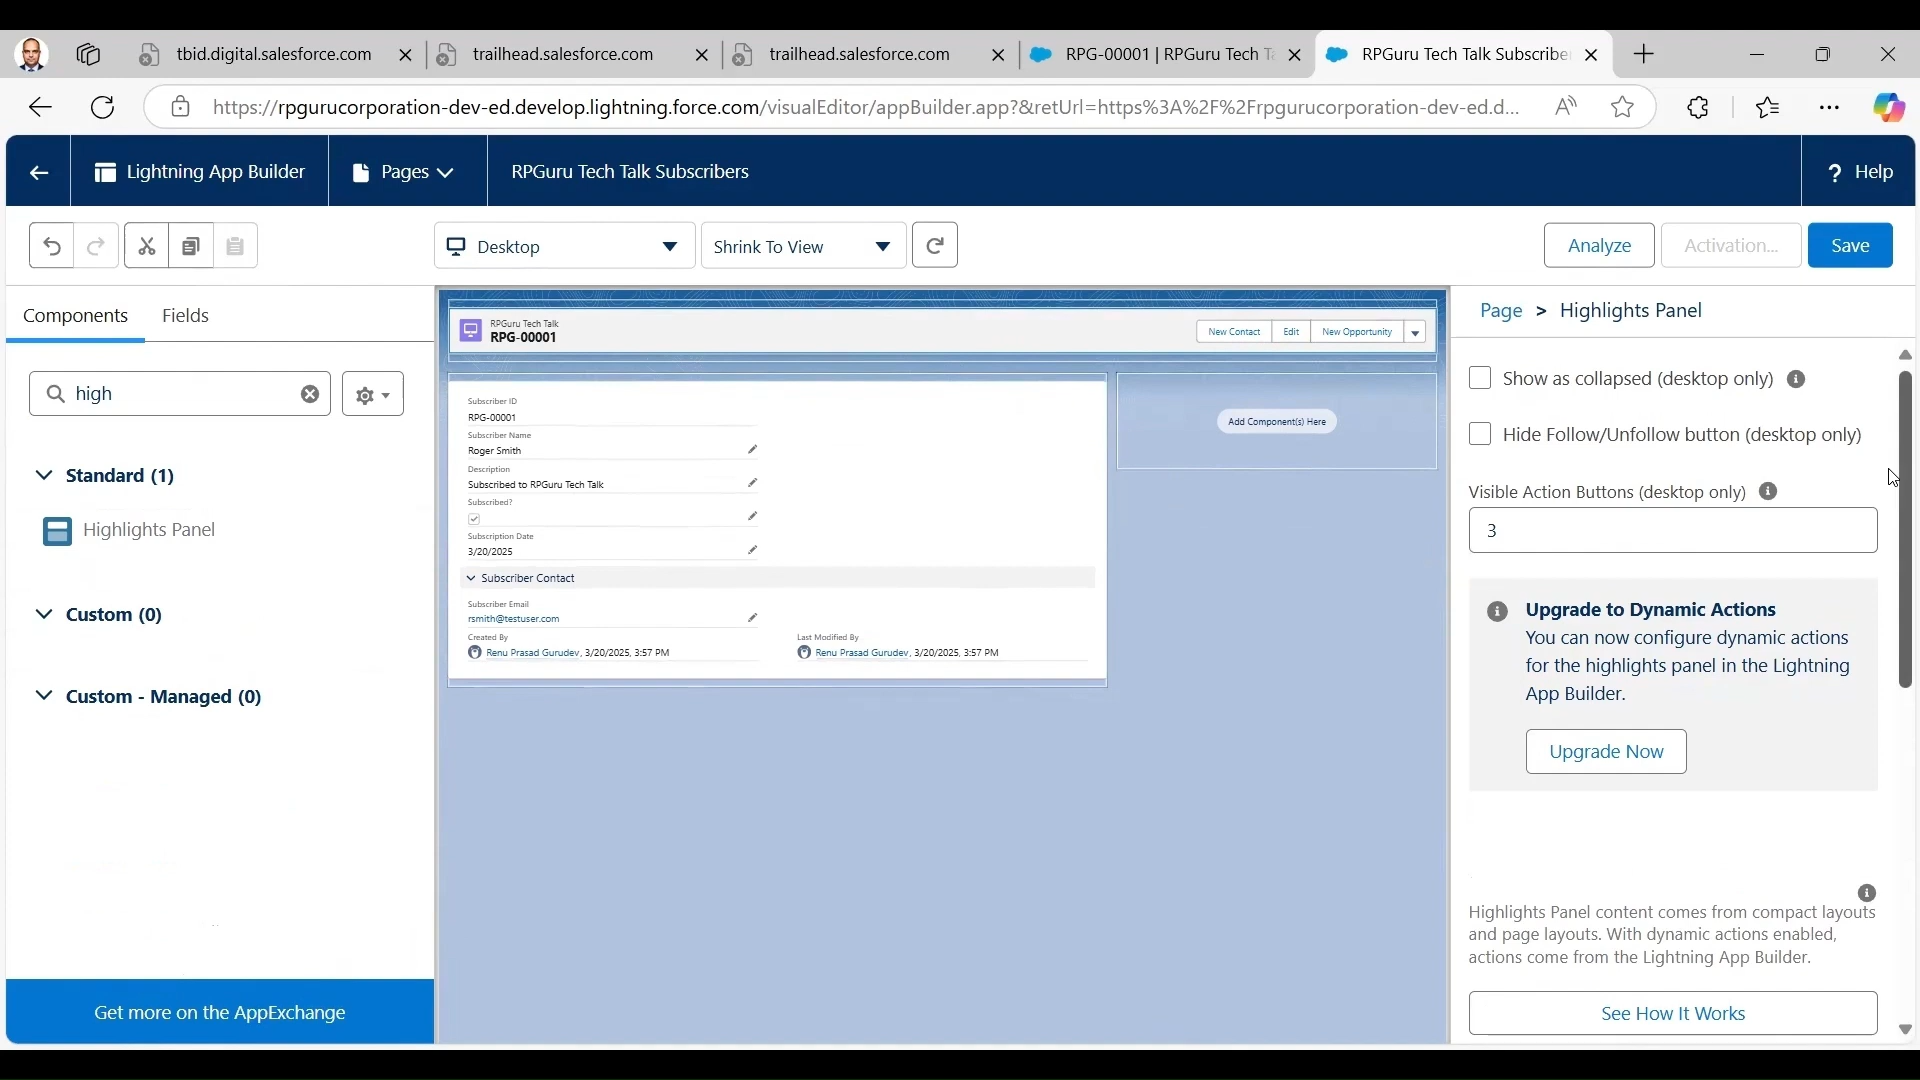 tbid.digital.salesforce.com
trailhead.salesforce.com
trailhead.salesforce.com
RPG-00001 | RPGuru Tech Ta
RPGuru Tech Talk Subscriber
https://rpgurucorporation-dev-ed.develop.lightning.force.com/visualEditor/appBuilder.app?&retUrl=https%3A%2F%2Frpgurucorporation-dev-ed.d...
Lightning App Builder
Pages
RPGuru Tech Talk Subscribers
? Help
Desktop
Shrink To View
Analyze
Activation...
Save
Components
Fields
high
Standard (1)
Highlights Panel
Custom (0)
Custom - Managed (0)
Get more on the AppExchange
RPGuru Tech Talk
RPG-00001
New Contact
Edit
New Opportunity
Subscriber ID
RPG-00001
Subscriber Name
Roger Smith
Description
Subscribed to RPGuru Tech Talk
Subscribed?
Subscription Date
3/20/2025
Subscriber Contact
Subscriber Email
rsmith@testuser.com
Created By
Renu Prasad Gurudev, 3/20/2025, 3:57 PM
Last Modified By
Renu Prasad Gurudev, 3/20/2025, 3:57 PM
Add Component(s) Here
Page > Highlights Panel
Show as collapsed (desktop only)
Hide Follow/Unfollow button (desktop only)
Visible Action Buttons (desktop only)
3
Upgrade to Dynamic Actions
You can now configure dynamic actions
for the highlights panel in the Lightning
App Builder.
Upgrade Now
Highlights Panel content comes from compact layouts
and page layouts. With dynamic actions enabled,
actions come from the Lightning App Builder.
See How It Works